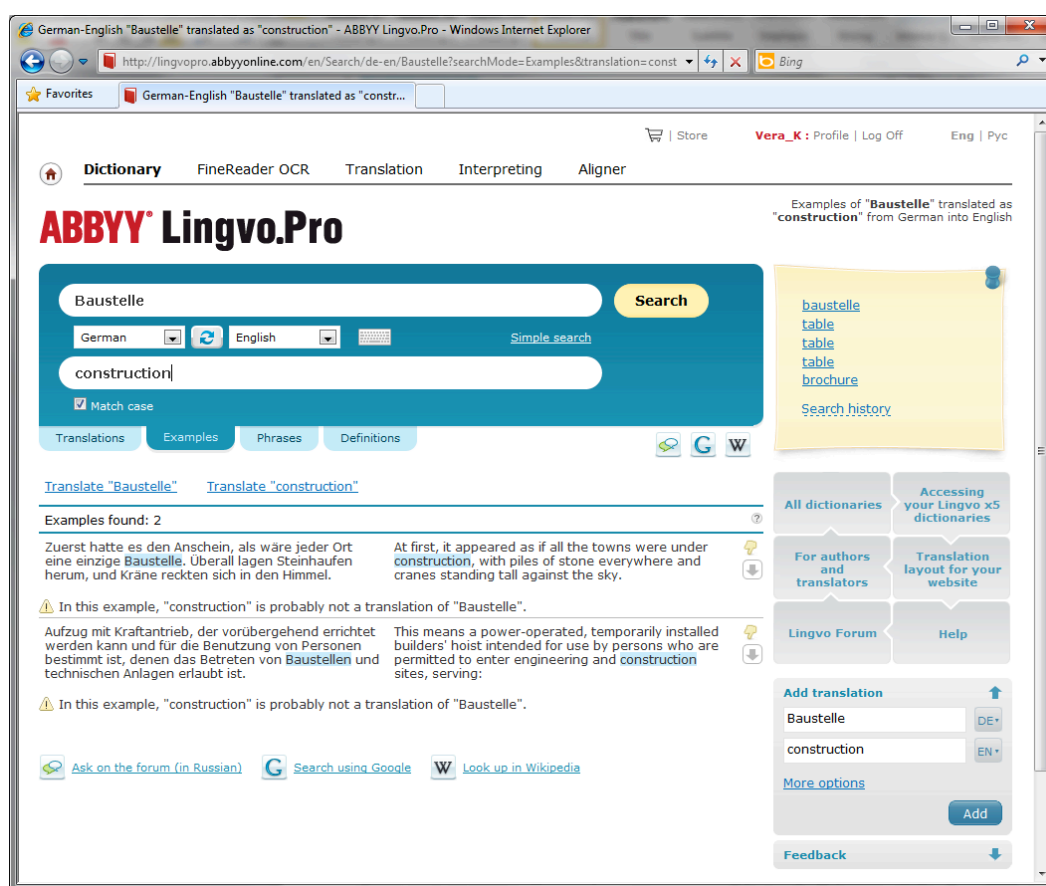 German-English "Baustelle" translated as "construction" - ABBYY Lingvo.Pro - Windows Internet Explorer
http://lingvopro.abbyyonline.com/en/Search/de-en/Baustelle?searchMode=Examples&translation=const
Bing
Favorites
German-English "Baustelle" translated as "constr...
Store
Vera_K : Profile | Log Off
Eng | Рус
Dictionary
FineReader OCR
Translation
Interpreting
Aligner
ABBYY® Lingvo.Pro
Examples of "Baustelle" translated as
"construction" from German into English
Baustelle
Search
German
English
Simple search
construction
Match case
baustelle
table
table
table
brochure
Search history
Translations
Examples
Phrases
Definitions
G
W
Translate "Baustelle"
Translate "construction"
Examples found: 2
?
Zuerst hatte es den Anschein, als wäre jeder Ort
eine einzige Baustelle. Überall lagen Steinhaufen
herum, und Kräne reckten sich in den Himmel.
At first, it appeared as if all the towns were under
construction, with piles of stone everywhere and
cranes standing tall against the sky.
In this example, "construction" is probably not a translation of "Baustelle".
Aufzug mit Kraftantrieb, der vorübergehend errichtet
werden kann und für die Benutzung von Personen
bestimmt ist, denen das Betreten von Baustellen und
technischen Anlagen erlaubt ist.
This means a power-operated, temporarily installed
builders' hoist intended for use by persons who are
permitted to enter engineering and construction
sites, serving:
In this example, "construction" is probably not a translation of "Baustelle".
Ask on the forum (in Russian)
G Search using Google
W Look up in Wikipedia
All dictionaries
Accessing
your Lingvo x5
dictionaries
For authors
and
translators
Translation
layout for your
website
Lingvo Forum
Help
Add translation
Baustelle
DE
construction
EN
More options
Add
Feedback